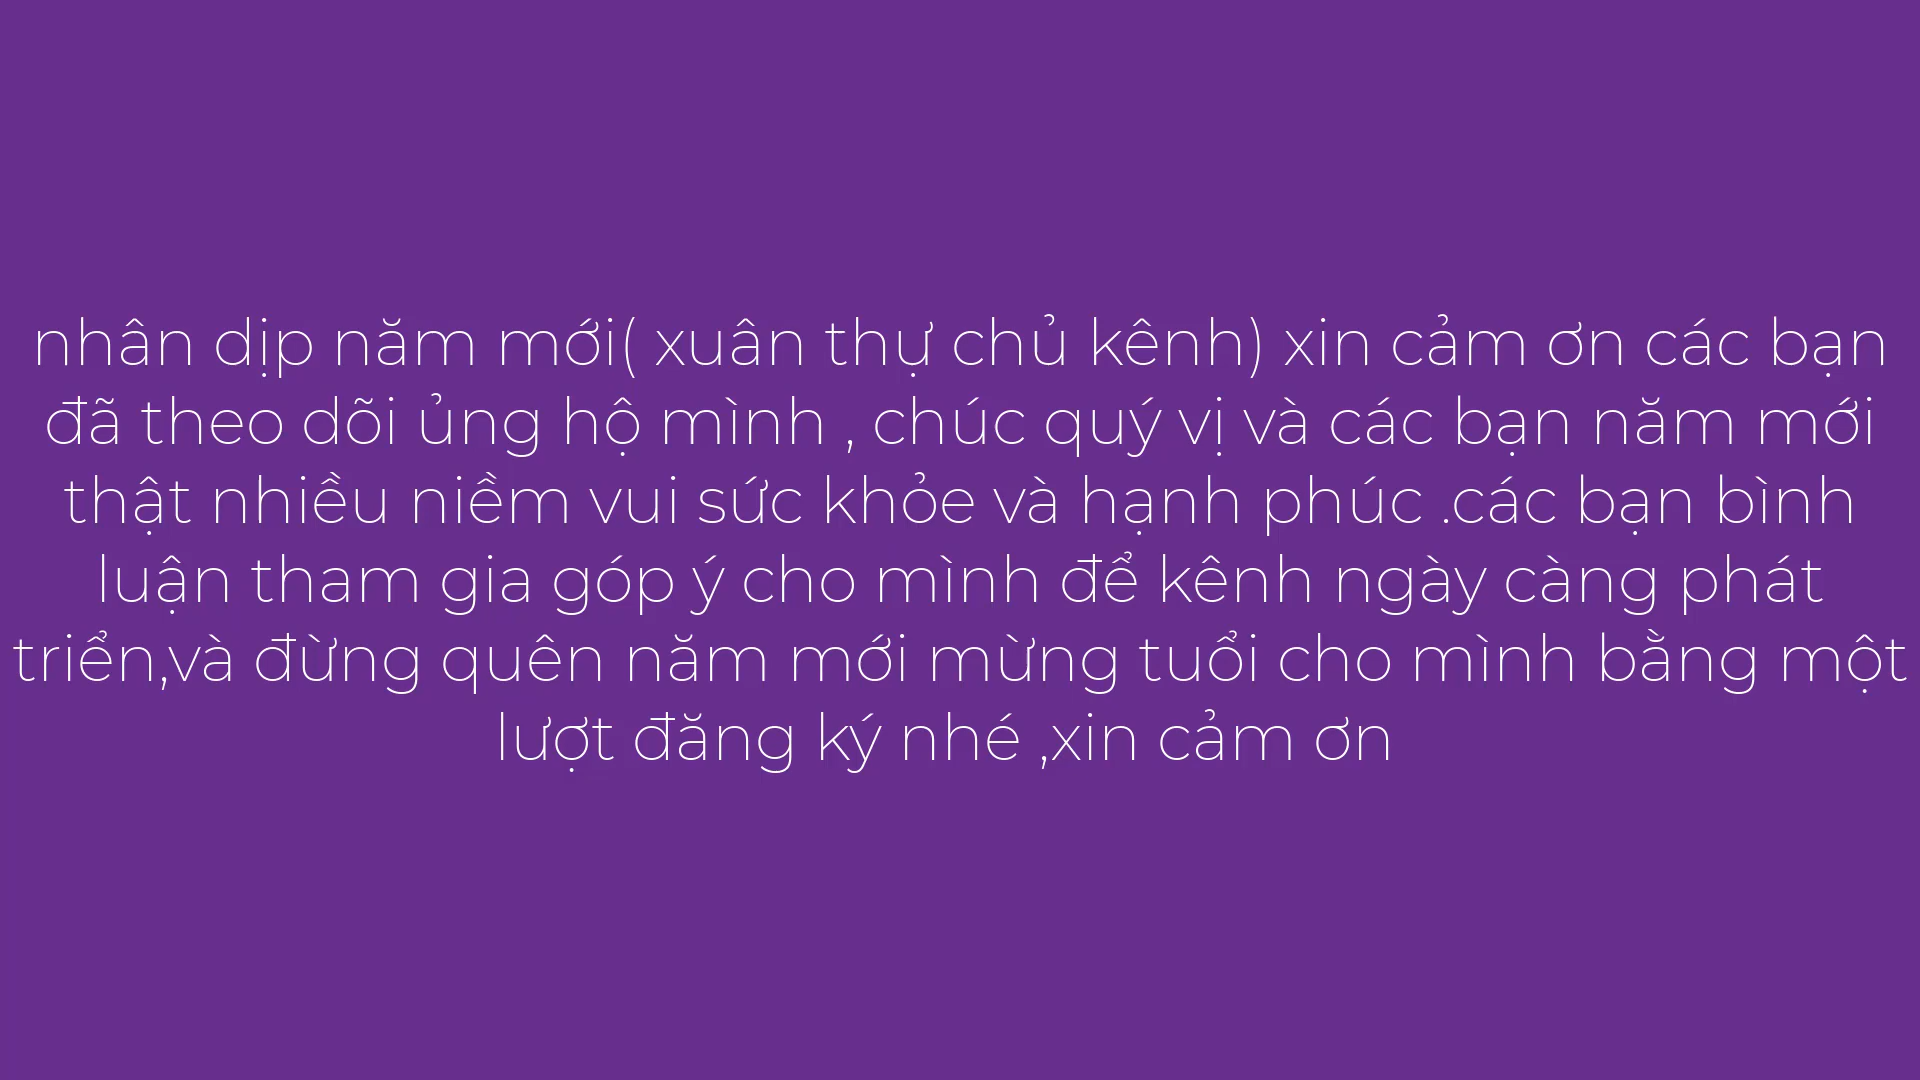 nhân dịp năm mới( xuân thự chủ kênh) xin cảm ơn các bạn
đã theo dõi ủng hộ mình , chúc quý vị và các bạn năm mới
thật nhiều niềm vui sức khỏe và hạnh phúc .các bạn bình
luận tham gia góp ý cho mình để kênh ngày càng phát
triển,và đừng quên năm mới mừng tuổi cho mình bằng một
lượt đăng ký nhé ,xin cảm ơn